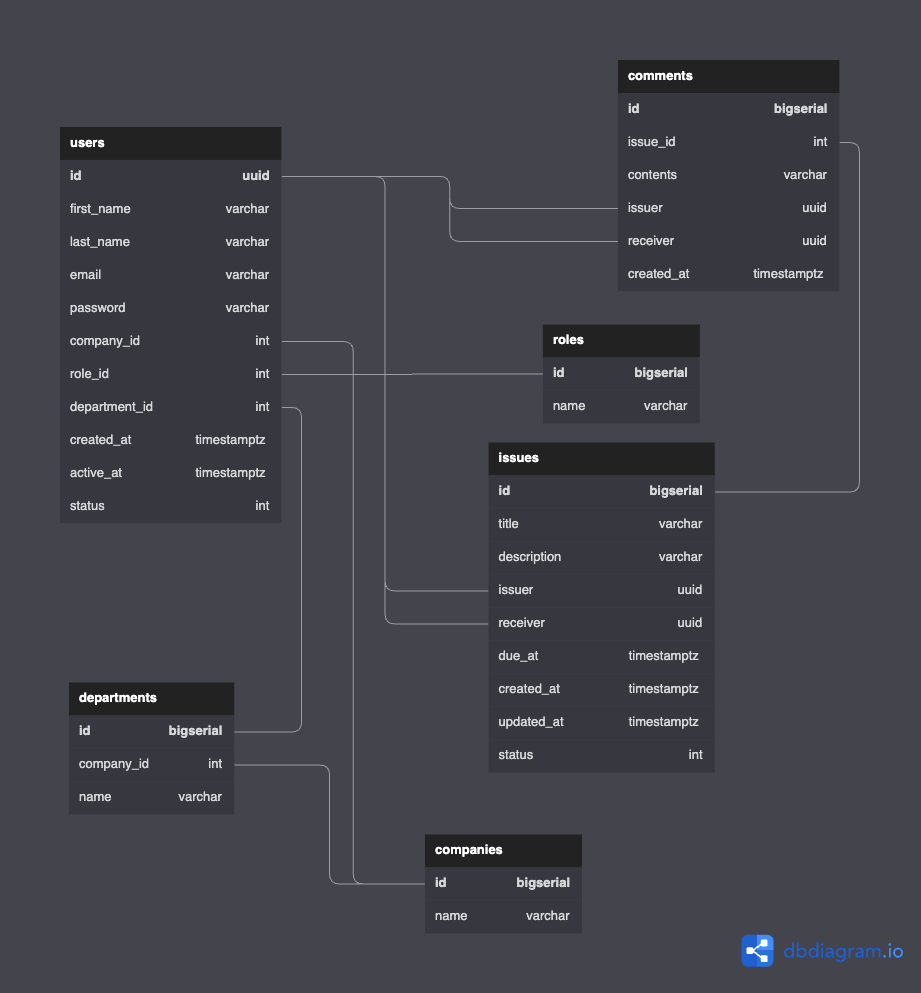 comments
id bigserial
issue_id int
contents varchar
issuer uuid
receiver uuid
created_at timestamptz
users
id uuid
first_name varchar
last_name varchar
email varchar
password varchar
company_id int
role_id int
department_id int
created_at timestamptz
active_at timestamptz
status int
roles
id bigserial
name varchar
issues
id bigserial
title varchar
description varchar
issuer uuid
receiver uuid
due_at timestamptz
created_at timestamptz
updated_at timestamptz
status int
departments
id bigserial
company_id int
name varchar
companies
id bigserial
name varchar
dbdiagram.io